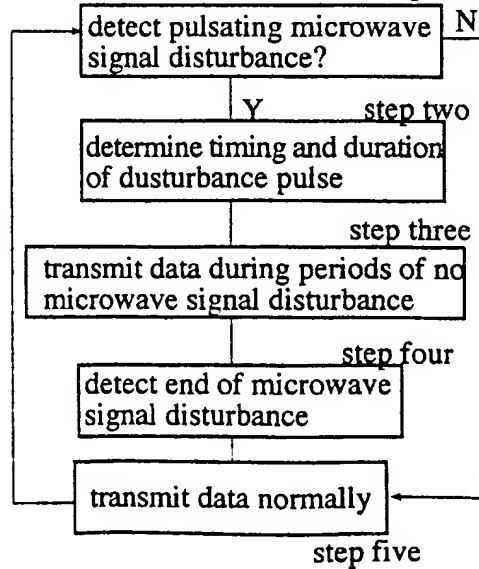 detect pulsating microwave
signal disturbance?
N
Y
step two
determine timing and duration
of dusturbance pulse
step three
transmit data during periods of no
microwave signal disturbance
step four
detect end of microwave
signal disturbance
transmit data normally
step five